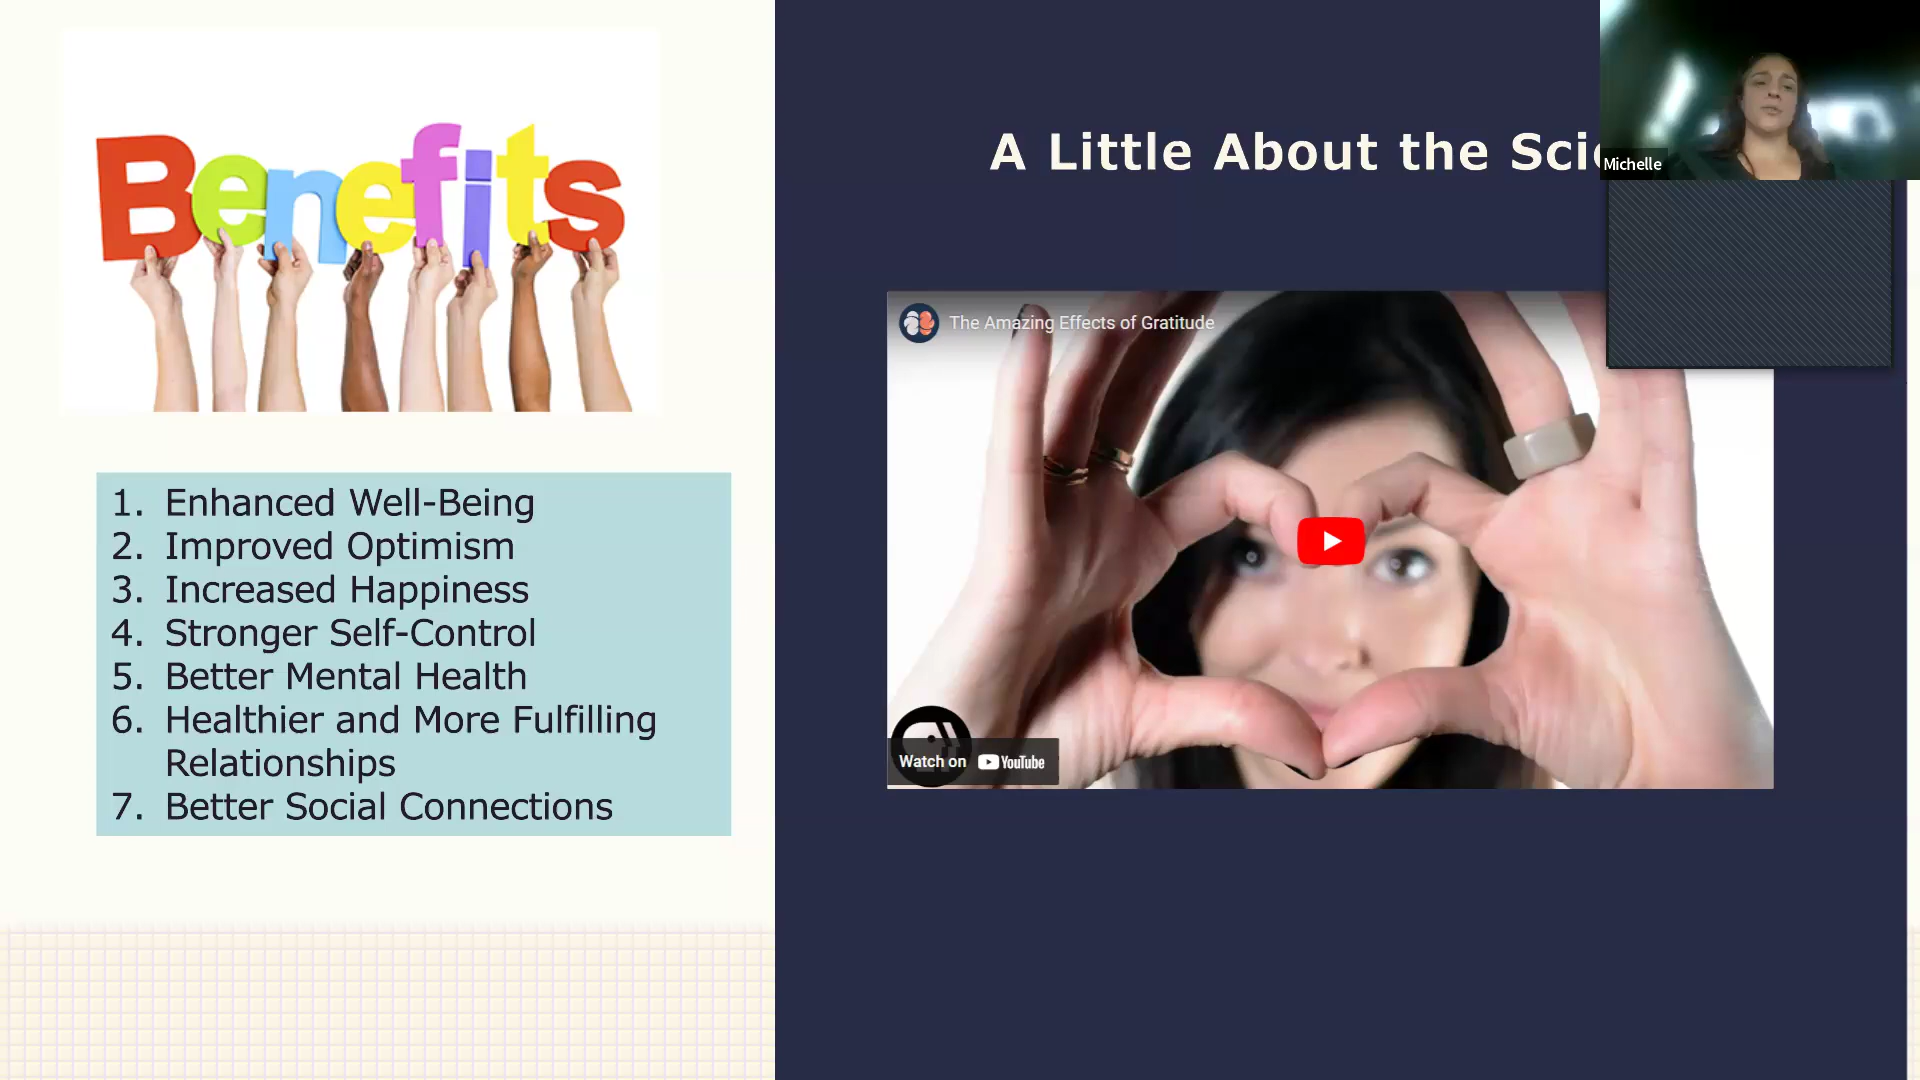 Benefits
1. Enhanced Well-Being
2. Improved Optimism
3. Increased Happiness
4. Stronger Self-Control
5. Better Mental Health
6. Healthier and More Fulfilling
Relationships
7. Better Social Connections
A Little About the Sci
Michelle
The Amazing Effects of Gratitude
Watch on YouTube